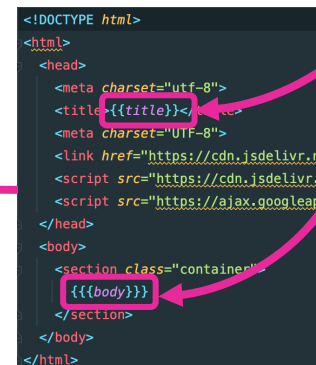 <!DOCTYPE html>
<html>
<head>
<meta charset="utf-8">
<title>{{title}}</title>
<meta charset="UTF-8">
<link href="https://cdn.jsdelivr.n
<script src="https://cdn.jsdelivr.
<script src="https://ajax.googleap
</head>
<body>
<section class="container">
{{{body}}}
</section>
</body>
</html>